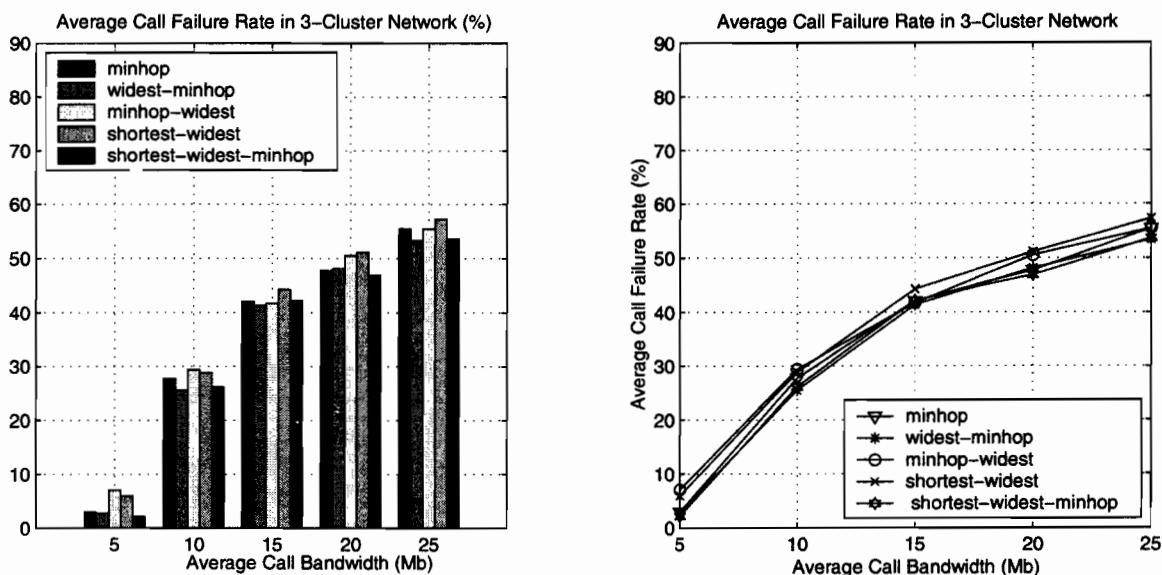 Average Call Failure Rate in 3-Cluster Network (%)
90
80
70
60
50
40
30
20
10
0
minhop
widest-minhop
minhop-widest
shortest-widest
shortest-widest-minhop
5
10
15
20
25
Average Call Bandwidth (Mb)
Average Call Failure Rate in 3-Cluster Network
Average Call Failure Rate (%)
90
80
70
60
50
40
30
20
10
0
minhop
widest-minhop
minhop-widest
shortest-widest
shortest-widest-minhop
5
10
15
20
25
Average Call Bandwidth (Mb)